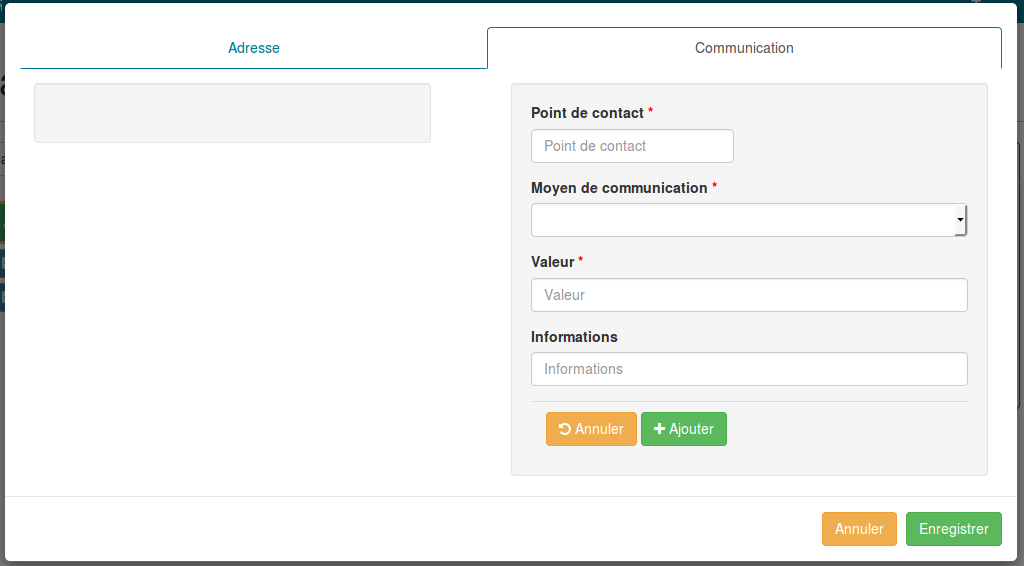 Adresse
Communication
Point de contact *
Point de contact
Moyen de communication *
Valeur *
Valeur
Informations
Informations
Annuler
Ajouter
Annuler
Enregistrer